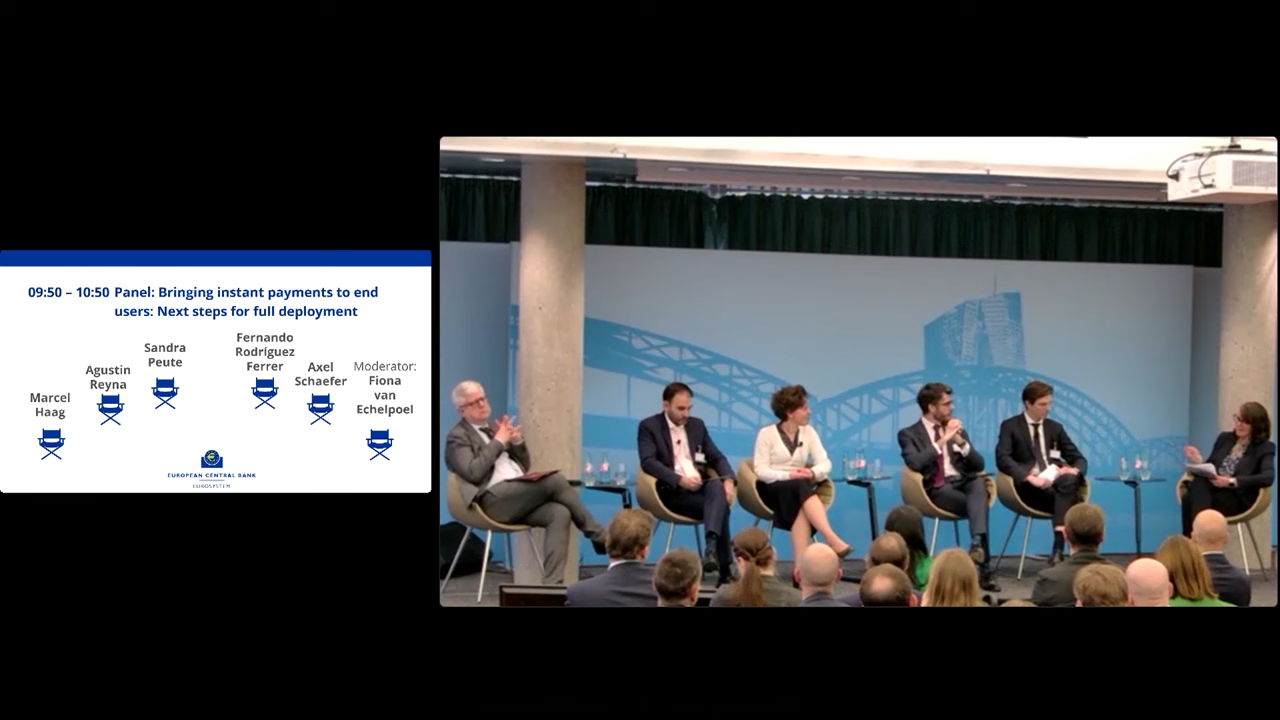 09:50 – 10:50 Panel: Bringing instant payments to end
users: Next steps for full deployment
Marcel
Haag
Agustin
Reyna
Sandra
Peute
Fernando
Rodríguez
Ferrer
Axel
Schaefer
Moderator:
Fiona
van
Echelpoel
EUROPEAN CENTRAL BANK
EUROSYSTEM